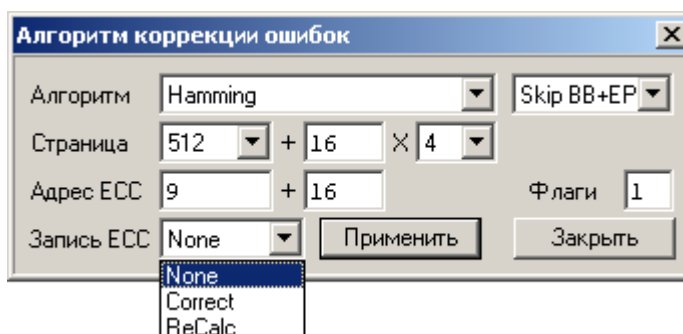 Алгоритм коррекции ошибок
Алгоритм Hamming Skip BB+EP
Страница 512 + 16 X 4
Адрес ECC 9 + 16 Флаги 1
Запись ECC None Применить Закрыть
None
Correct
ReCalc